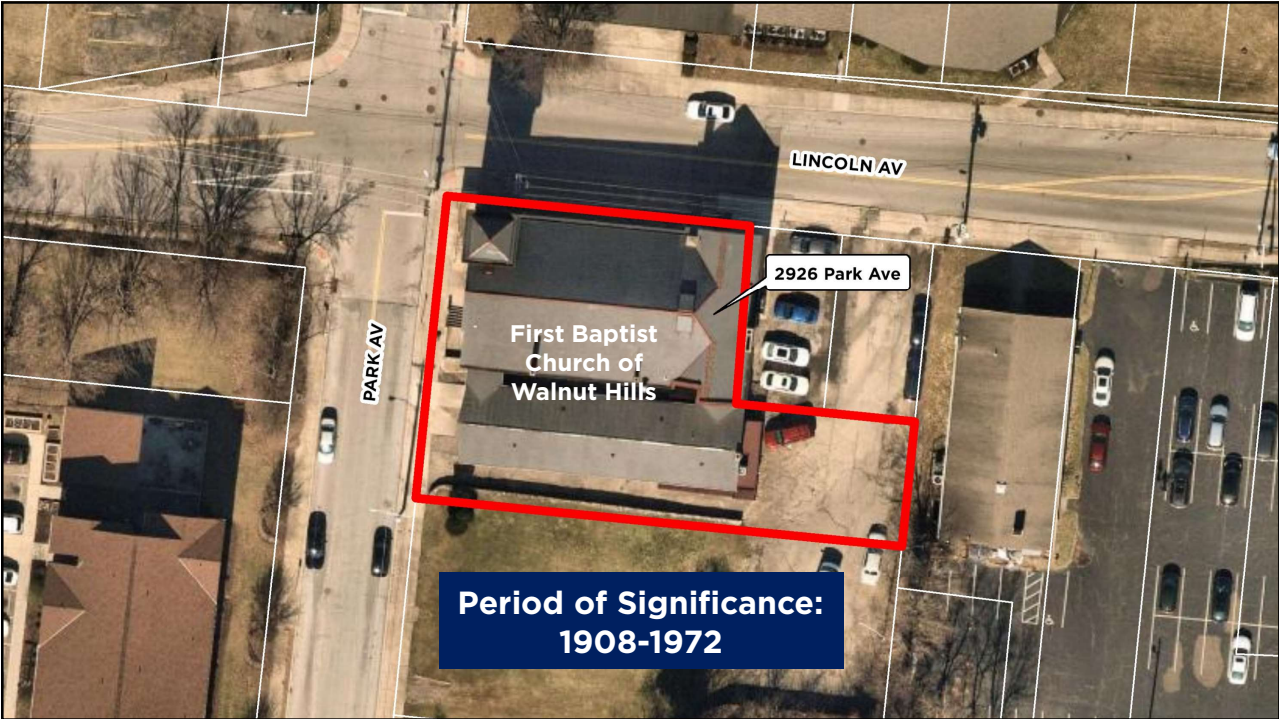 LINCOLN AV
2926 Park Ave
PARK AV
First Baptist
Church of
Walnut Hills
Period of Significance:
1908-1972